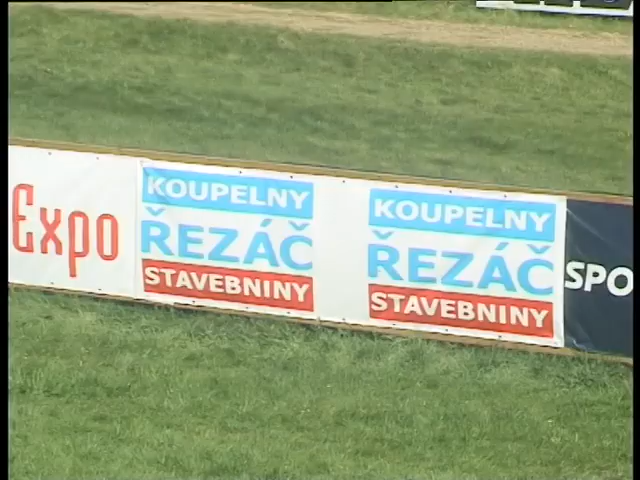 Expo
KOUPELNY
ŘEZÁČ
STAVEBNINY
KOUPELNY
ŘEZÁČ
STAVEBNINY
SPO